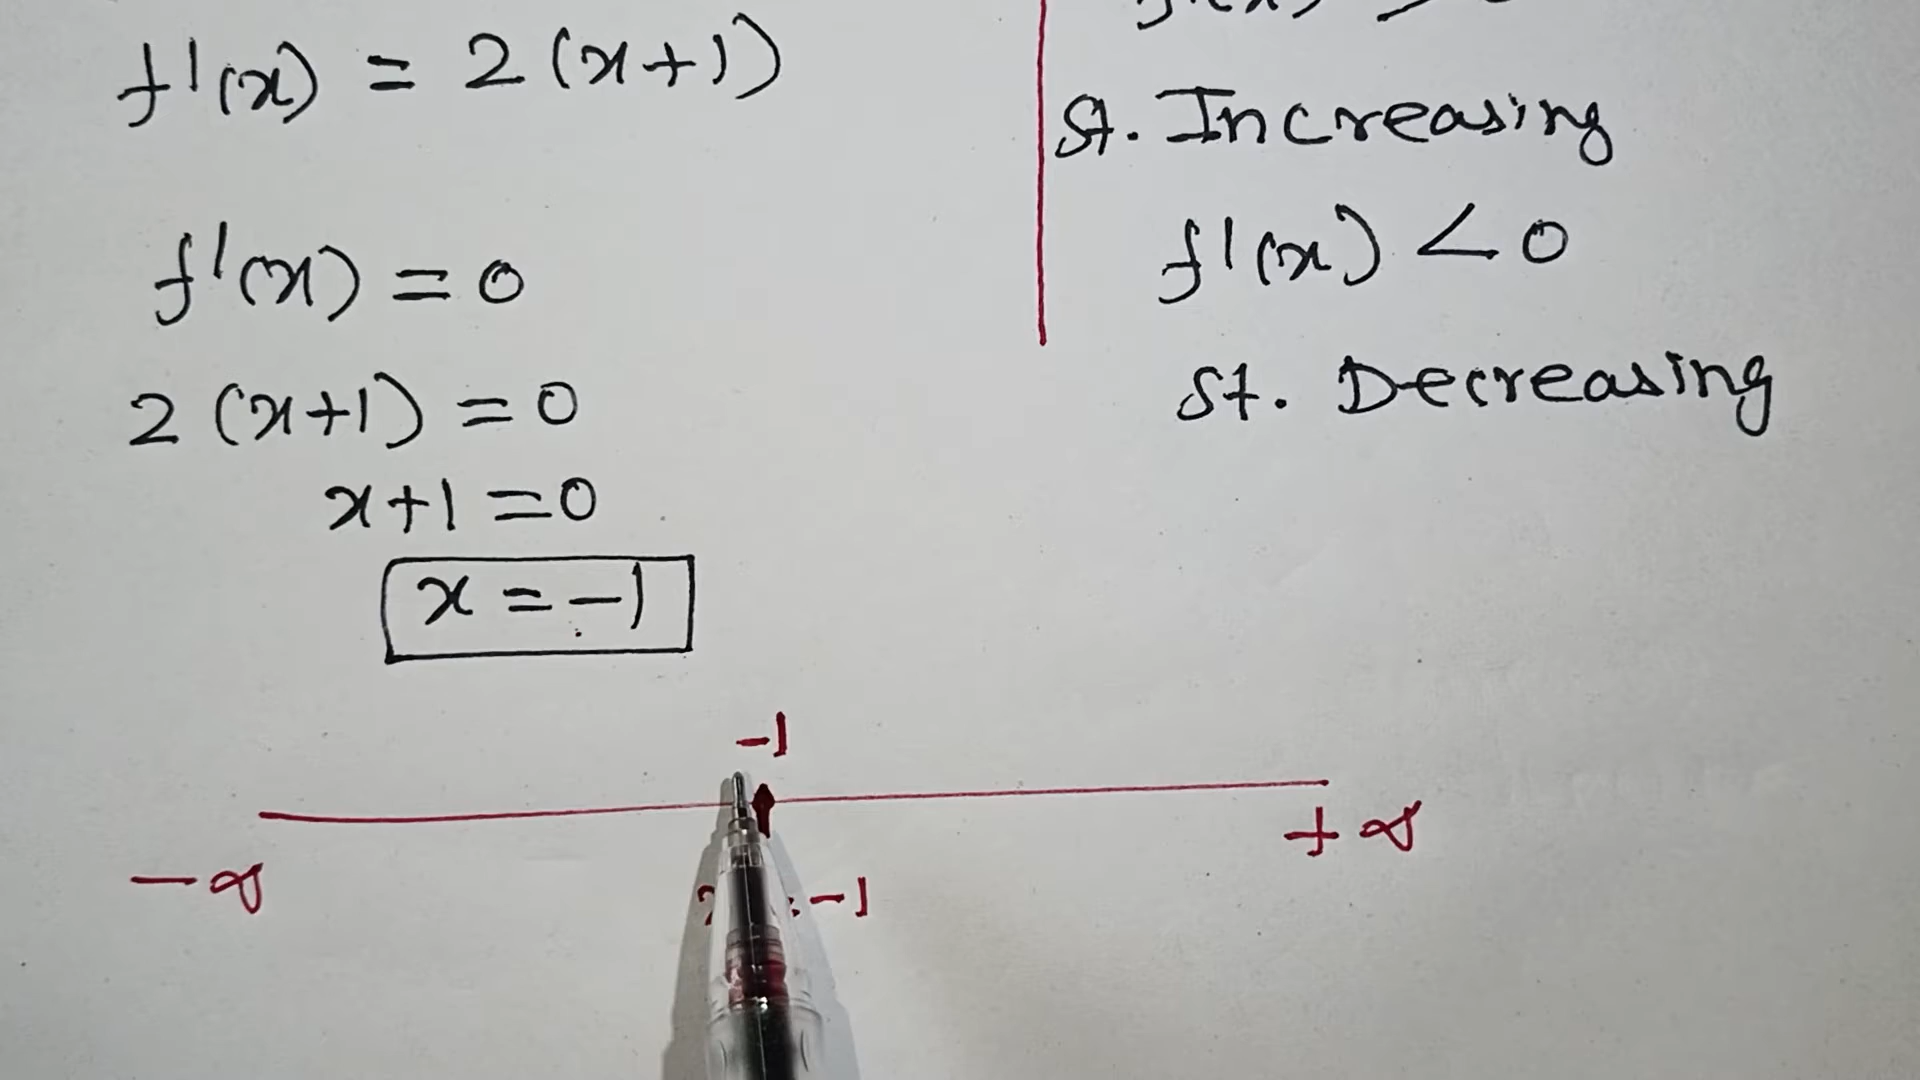 f'(x) = 2(x+1)
f'(x) = 0
2(x+1) = 0
x+1 = 0
x = -1
St. Increasing
f'(x) < 0
St. Decreasing
-1
-∞
+∞
-1